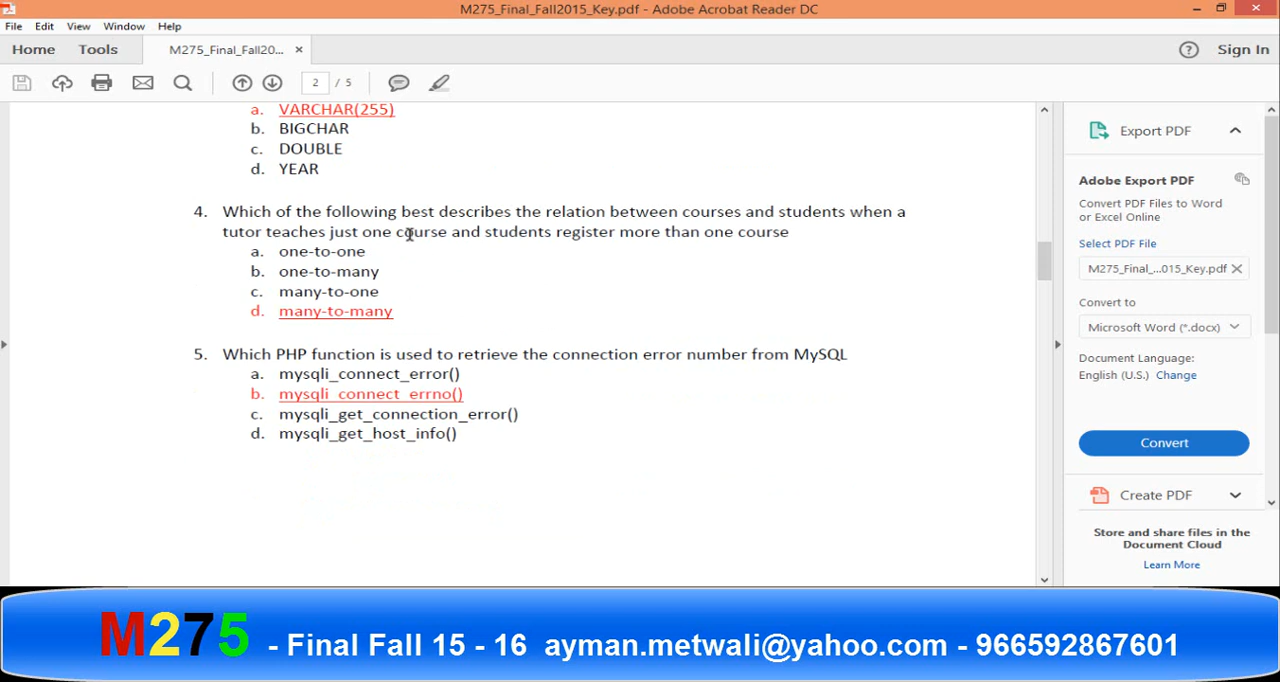 M275_Final_Fall2015_Key.pdf - Adobe Acrobat Reader DC
File Edit View Window Help
Home Tools M275_Final_Fall20... × Sign In
2 / 5
a. VARCHAR(255)
b. BIGCHAR
c. DOUBLE
d. YEAR
4. Which of the following best describes the relation between courses and students when a
tutor teaches just one course and students register more than one course
a. one-to-one
b. one-to-many
c. many-to-one
d. many-to-many
5. Which PHP function is used to retrieve the connection error number from MySQL
a. mysqli_connect_error()
b. mysqli_connect_errno()
c. mysqli_get_connection_error()
d. mysqli_get_host_info()
Export PDF
Adobe Export PDF
Convert PDF Files to Word
or Excel Online
Select PDF File
M275_Final_...015_Key.pdf ×
Convert to
Microsoft Word (*.docx)
Document Language:
English (U.S.) Change
Convert
Create PDF
Store and share files in the
Document Cloud
Learn More
M275 - Final Fall 15 - 16 ayman.metwali@yahoo.com - 966592867601